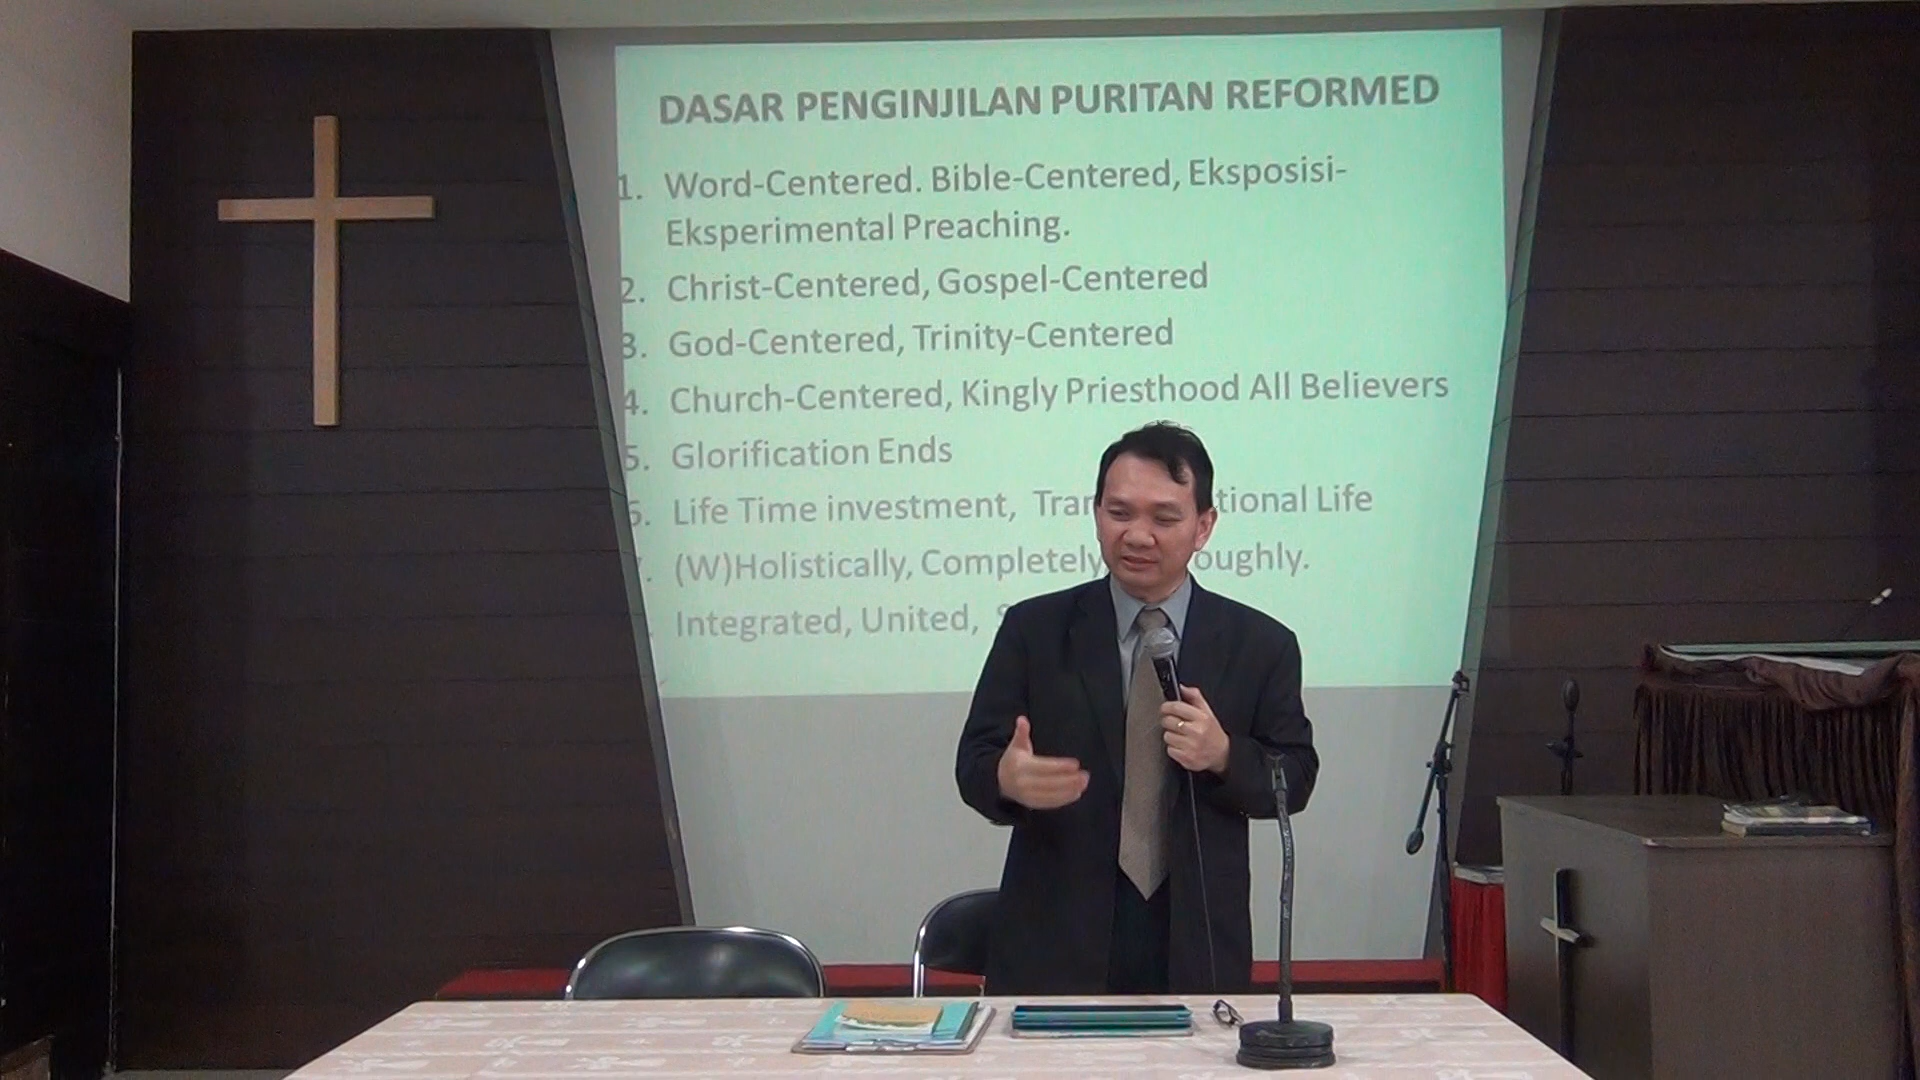 DASAR PENGINJILAN PURITAN REFORMED
1. Word-Centered. Bible-Centered, Eksposisi-
Eksperimental Preaching.
2. Christ-Centered, Gospel-Centered
3. God-Centered, Trinity-Centered
4. Church-Centered, Kingly Priesthood All Believers
5. Glorification Ends
6. Life Time investment, Life
(W)Holistically, Completely
Integrated, United,